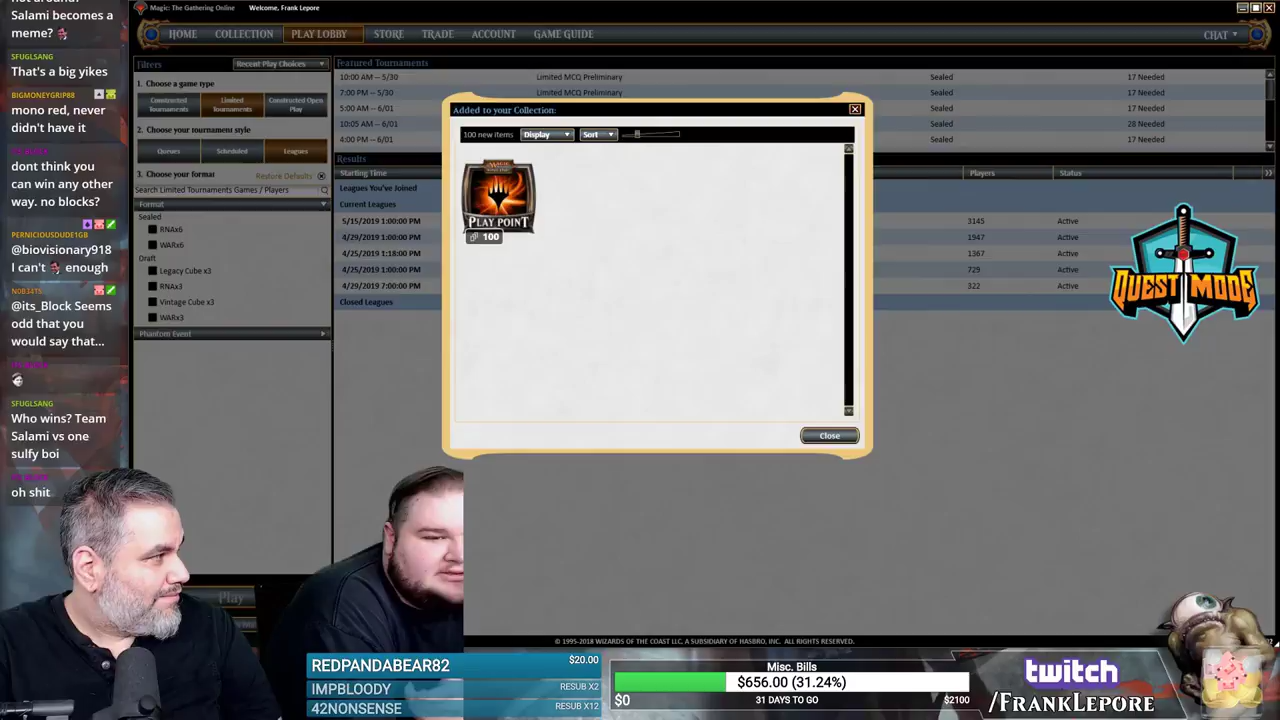 Salami becomes a
meme?
SFUGLSANG
That's a big yikes
BIGMONEYGRIP88
mono red, never
didn't have it
dont think you
can win any other
way. no blocks?
PERNICIOUSDUDE1GB
@biovisionary918
I can't enough
N0B34TS
@its_Block Seems
odd that you
would say that...
SFUGLSANG
Who wins? Team
Salami vs one
sulfy boi
oh shit
Magic: The Gathering Online Welcome, Frank Lepore
HOME COLLECTION PLAY LOBBY STORE TRADE ACCOUNT GAME GUIDE CHAT
Filters Recent Play Choices
1. Choose a game type
Constructed Tournaments Limited Tournaments Constructed Open Play
2. Choose your tournament style
Queues Scheduled Leagues
3. Choose your format Restore Defaults
Search Limited Tournaments Games / Players
Format
Sealed
RNAx6
WARx6
Draft
Legacy Cube x3
RNAx3
Vintage Cube x3
WARx3
Phantom Event
Play
Featured Tournaments
10:00 AM -- 5/30 Limited MCQ Preliminary Sealed 17 Needed
7:00 PM -- 5/30 Limited MCQ Preliminary Sealed 17 Needed
5:00 AM -- 6/01 Sealed 17 Needed
10:05 AM -- 6/01 Sealed 28 Needed
4:00 PM -- 6/01 Sealed 17 Needed
Results
Starting Time Players Status
Leagues You've Joined
Current Leagues
5/15/2019 1:00:00 PM 3145 Active
4/29/2019 1:00:00 PM 1947 Active
4/25/2019 1:18:00 PM 1367 Active
4/25/2019 1:00:00 PM 729 Active
4/29/2019 7:00:00 PM 322 Active
Closed Leagues
Added to your Collection:
100 new items Display Sort
PLAY POINT
100
Close
QUEST MODE
© 1995-2018 WIZARDS OF THE COAST LLC, A SUBSIDIARY OF HASBRO, INC. ALL RIGHTS RESERVED.
REDPANDABEAR82 $20.00
IMPBLOODY RESUB X2
42NONSENSE RESUB X12
Misc. Bills
$656.00 (31.24%)
$0 31 DAYS TO GO $2100
twitch
/FRANKLEPORE